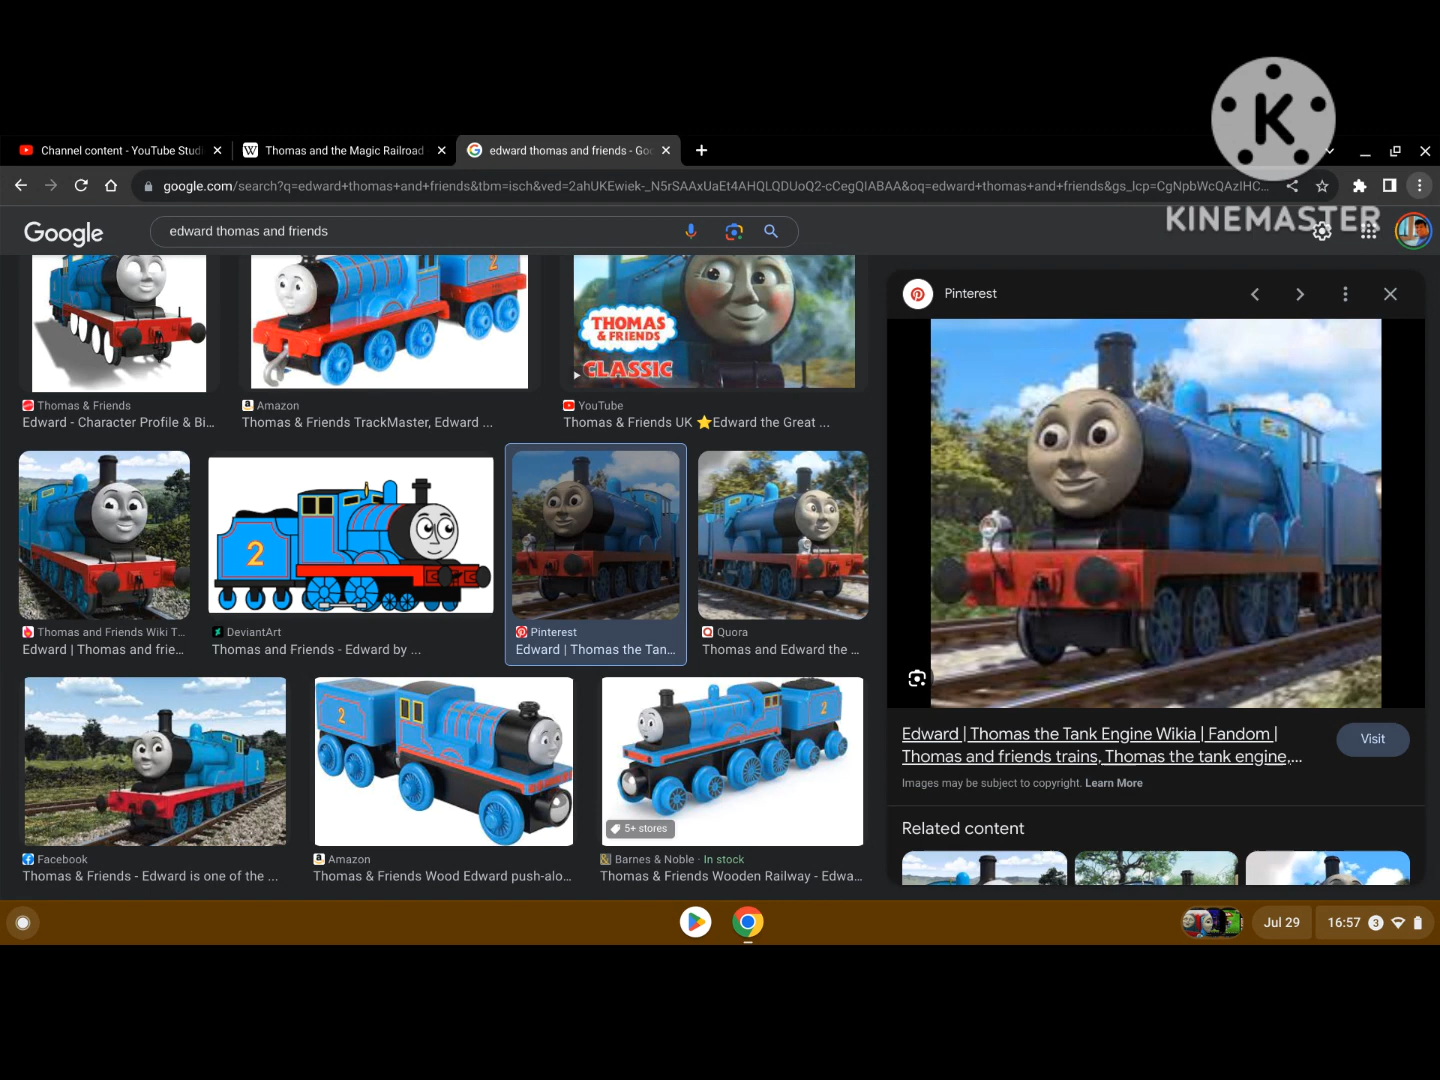 Channel content - YouTube Studi
Thomas and the Magic Railroad
edward thomas and friends - Goo
google.com/search?q=edward+thomas+and+friends&tbm=isch&ved=2ahUKEwiek-_N5rSAAxUaEt4AHQLQDUoQ2-cCegQIABAA&oq=edward+thomas+and+friends&gs_lcp=CgNpbWcQAzIHC...
K
KINEMASTER
Google
edward thomas and friends
Pinterest
2
THOMAS
& FRIENDS
CLASSIC
Thomas & Friends
Edward - Character Profile & Bi...
Amazon
Thomas & Friends TrackMaster, Edward ...
YouTube
Thomas & Friends UK ⭐Edward the Great ...
2
Thomas and Friends Wiki T...
Edward | Thomas and frie...
DeviantArt
Thomas and Friends - Edward by ...
Pinterest
Edward | Thomas the Tan...
Quora
Thomas and Edward the ...
2
2
2
5+ stores
Facebook
Thomas & Friends - Edward is one of the ...
Amazon
Thomas & Friends Wood Edward push-alo...
Barnes & Noble · In stock
Thomas & Friends Wooden Railway - Edwa...
Edward | Thomas the Tank Engine Wikia | Fandom |
Thomas and friends trains, Thomas the tank engine,...
Visit
Images may be subject to copyright. Learn More
Related content
Jul 29
16:57
3